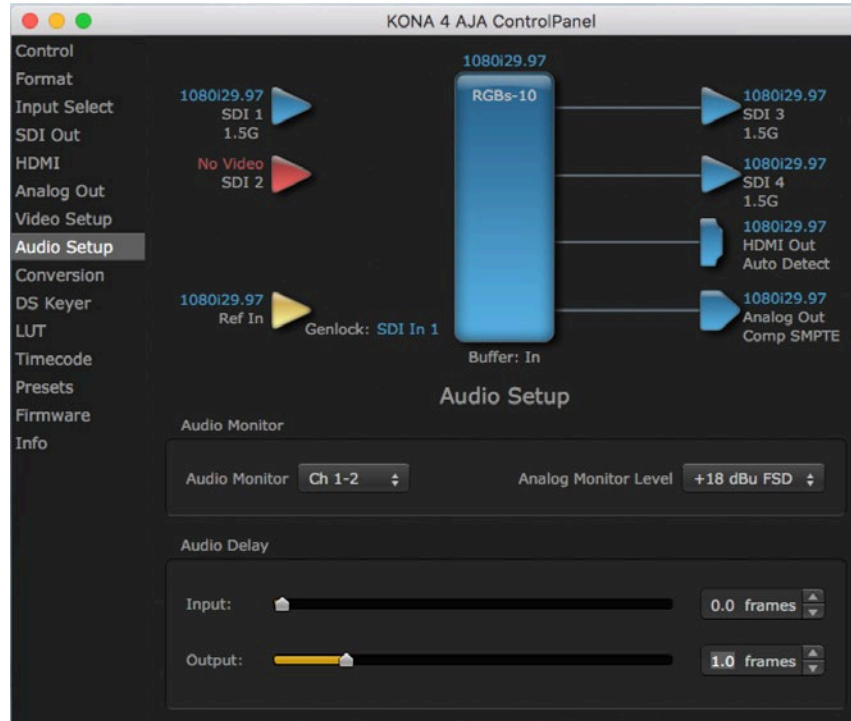 KONA 4 AJA ControlPanel
Control
Format
Input Select
SDI Out
HDMI
Analog Out
Video Setup
Audio Setup
Conversion
DS Keyer
LUT
Timecode
Presets
Firmware
Info
1080i29.97
SDI 1
1.5G
No Video
SDI 2
1080i29.97
Ref In
Genlock: SDI In 1
1080i29.97
RGBs-10
Buffer: In
1080i29.97
SDI 3
1.5G
1080i29.97
SDI 4
1.5G
1080i29.97
HDMI Out
Auto Detect
1080i29.97
Analog Out
Comp SMPTE
Audio Setup
Audio Monitor
Audio Monitor Ch 1-2 Analog Monitor Level +18 dBu FSD
Audio Delay
Input: 0.0 frames
Output: 1.0 frames